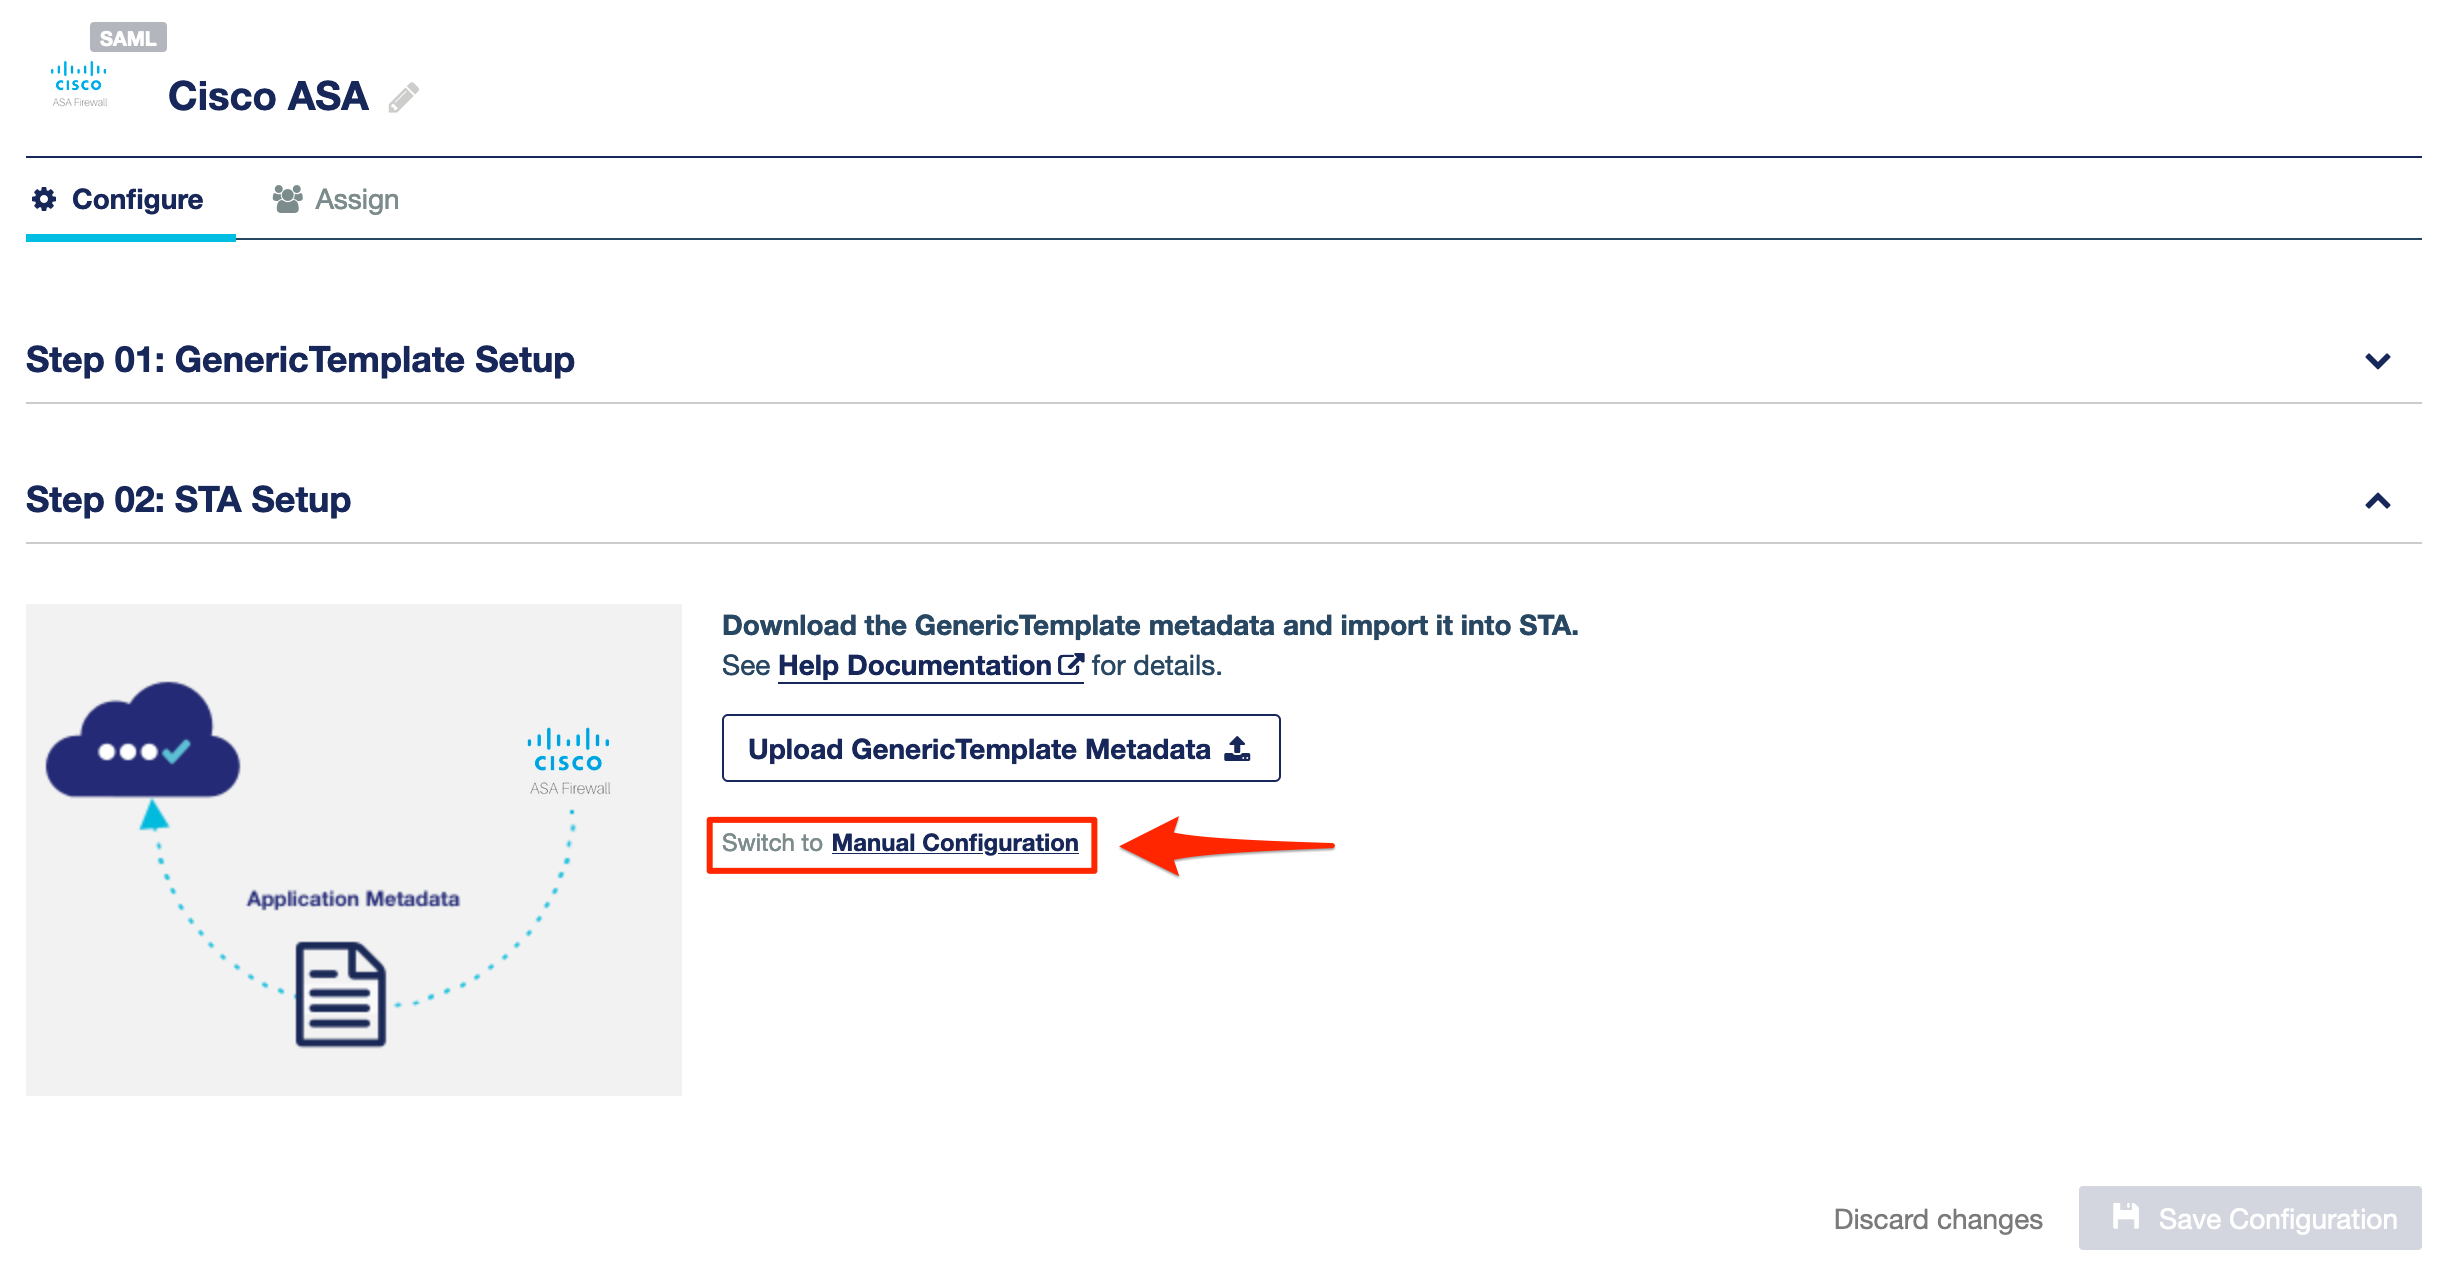 SAML
CISCO
ASA Firewall
Cisco ASA
Configure
Assign
Step 01: GenericTemplate Setup
Step 02: STA Setup
Download the GenericTemplate metadata and import it into STA.
See Help Documentation for details.
Upload GenericTemplate Metadata
Switch to Manual Configuration
CISCO
ASA Firewall
Application Metadata
Discard changes
Save Configuration